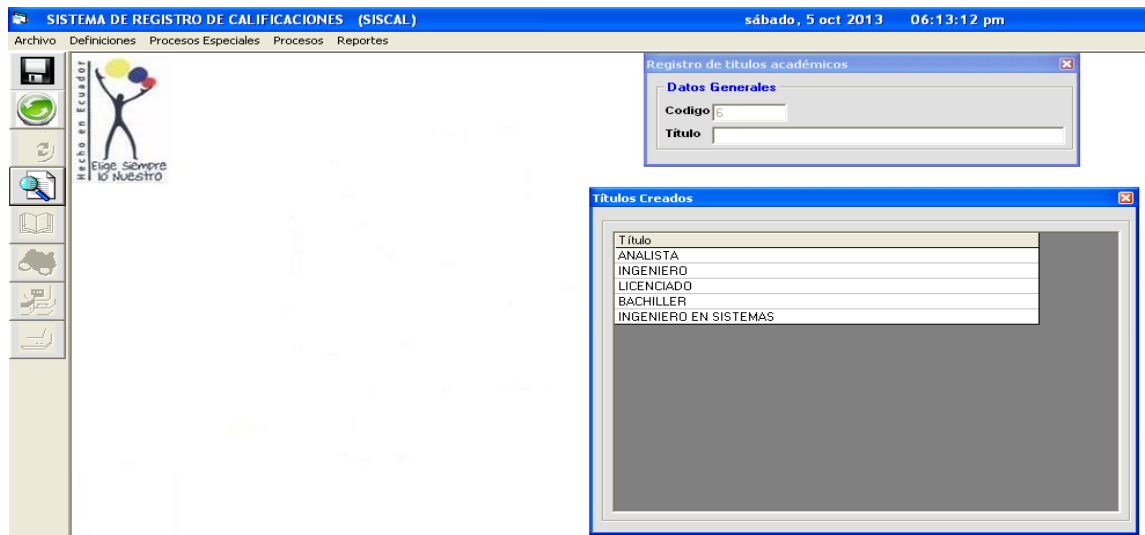 SISTEMA DE REGISTRO DE CALIFICACIONES (SISCAL) sábado, 5 oct 2013 06:13:12 pm
Archivo Definiciones Procesos Especiales Procesos Reportes
Hecho en Ecuador
Elige Siempre
lo Nuestro
Registro de titulos académicos
Datos Generales
Codigo 6
Título
Títulos Creados
Título
ANALISTA
INGENIERO
LICENCIADO
BACHILLER
INGENIERO EN SISTEMAS